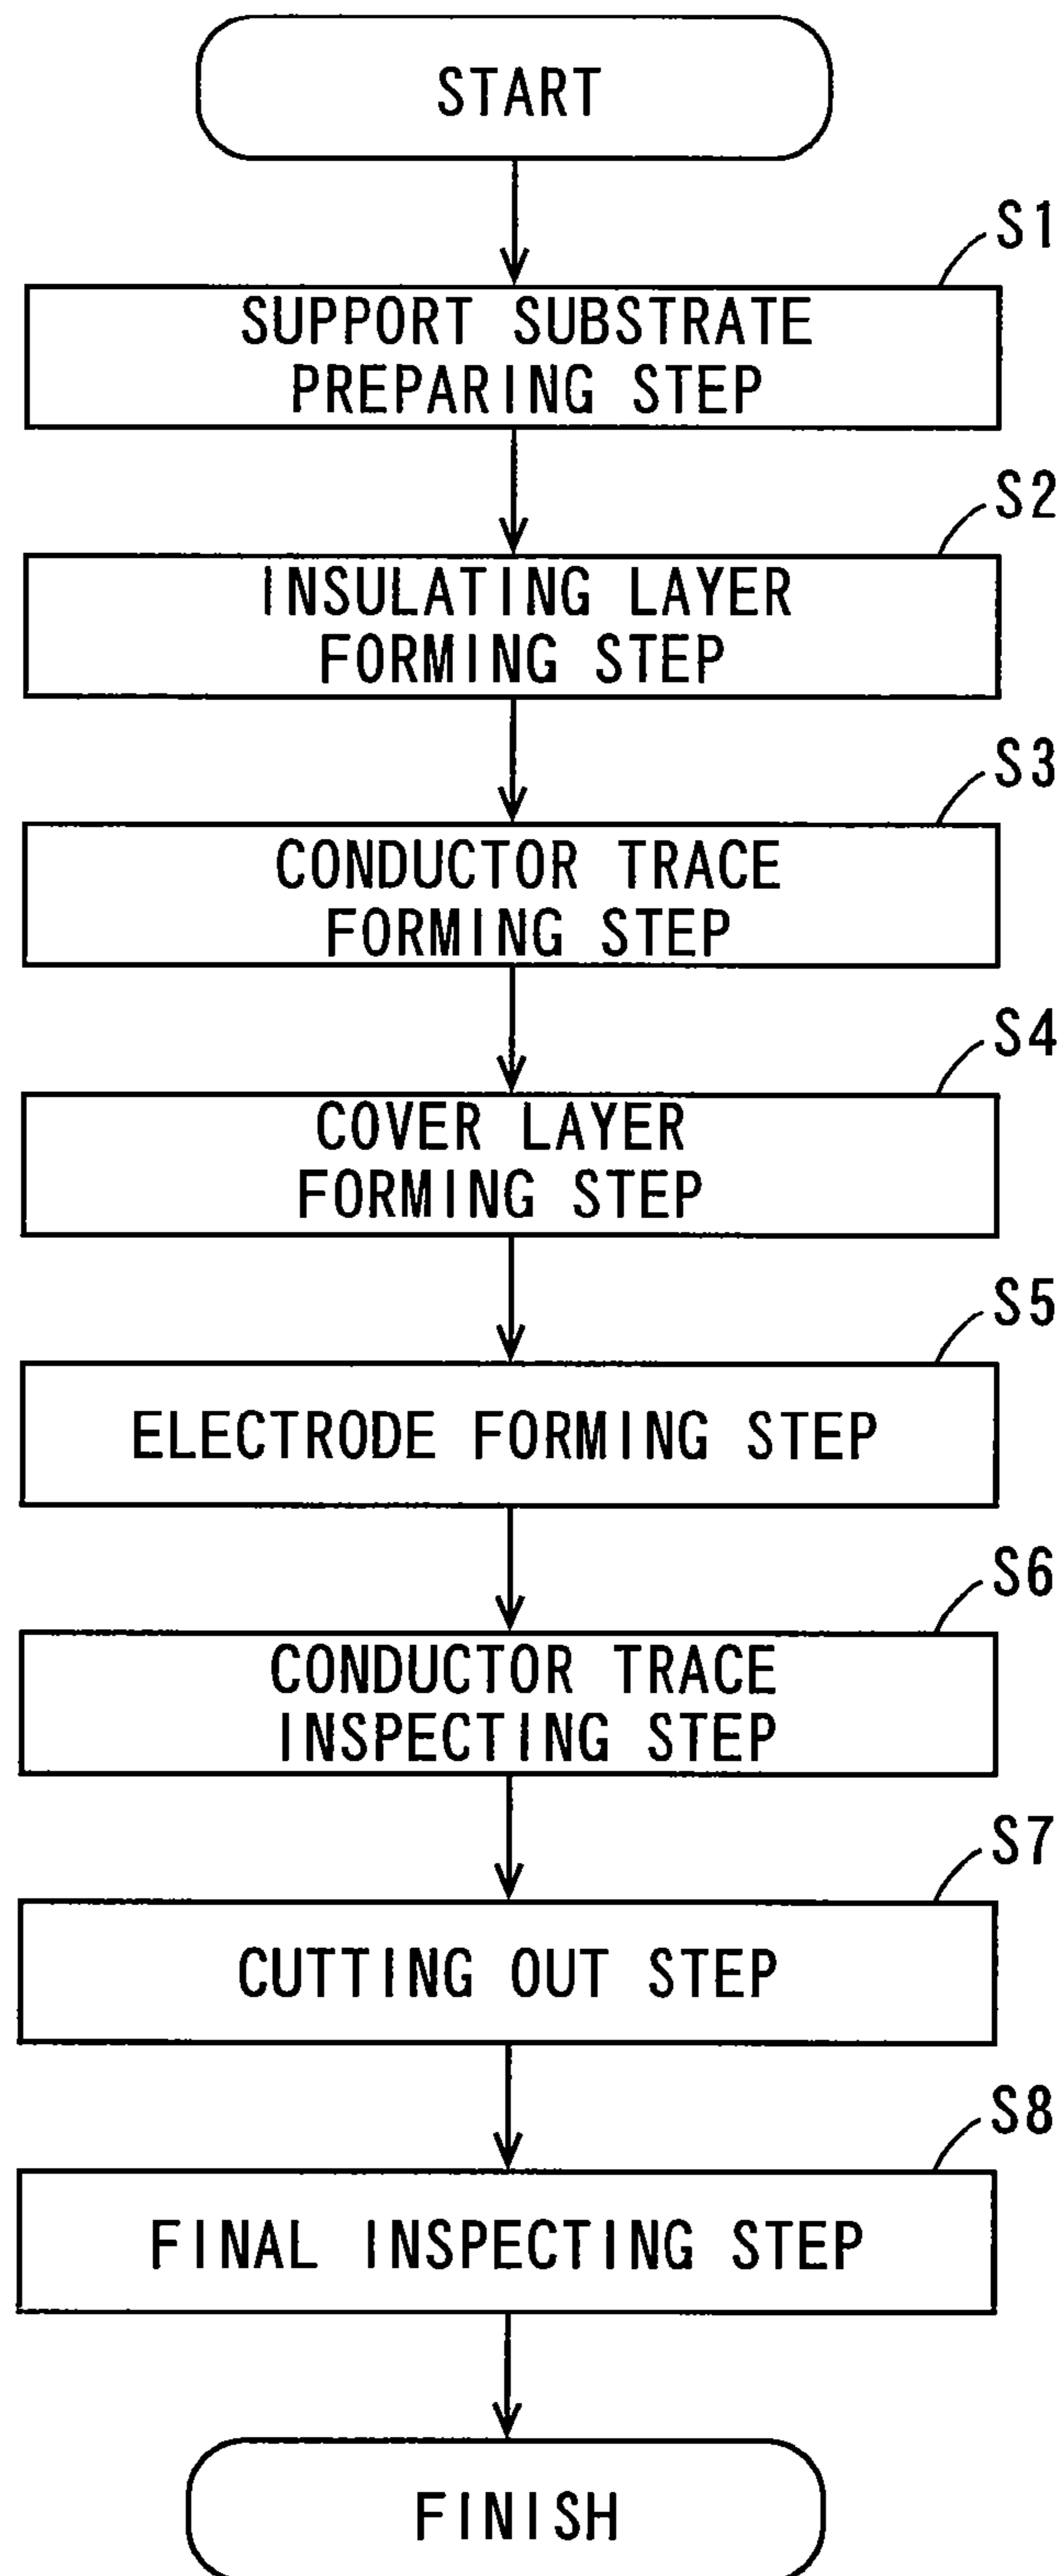 START
S1
SUPPORT SUBSTRATE
PREPARING STEP
S2
INSULATING LAYER
FORMING STEP
S3
CONDUCTOR TRACE
FORMING STEP
S4
COVER LAYER
FORMING STEP
S5
ELECTRODE FORMING STEP
S6
CONDUCTOR TRACE
INSPECTING STEP
S7
CUTTING OUT STEP
S8
FINAL INSPECTING STEP
FINISH